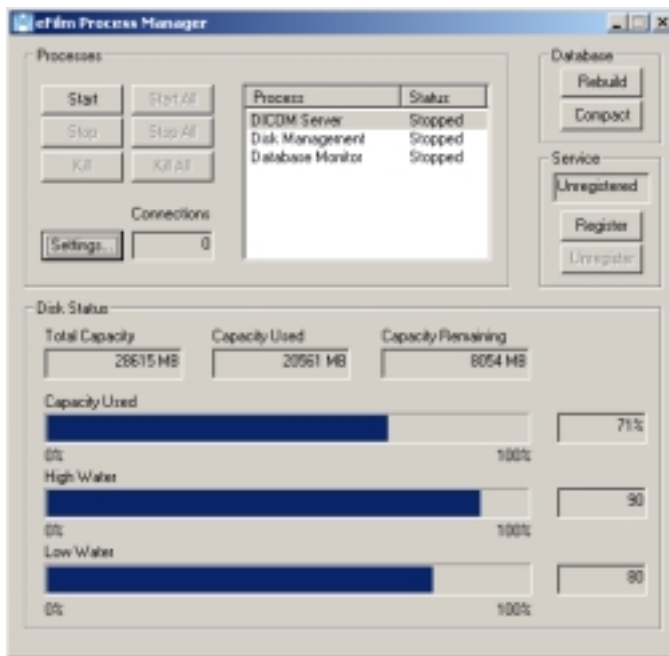 eFilm Process Manager
Processes
Start
Start All
Stop
Stop All
Kill
Kill All
Connections
Settings...
0
Process Status
DICOM Server Stopped
Disk Management Stopped
Database Monitor Stopped
Database
Rebuild
Compact
Service
Unregistered
Register
Unregister
Disk Status
Total Capacity Capacity Used Capacity Remaining
28615 MB 20561 MB 8054 MB
Capacity Used
71%
0% 100%
High Water
90
0% 100%
Low Water
80
0% 100%